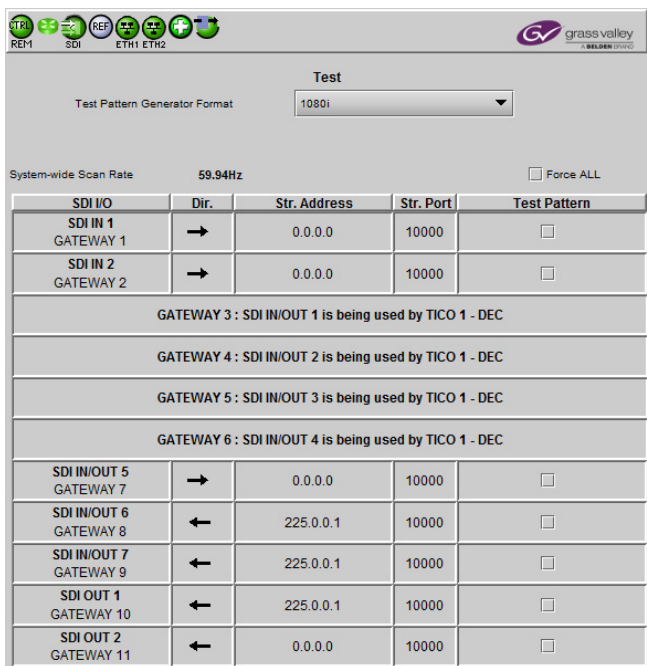 CTRL
REF
REM SDI ETH1 ETH2
GV grassvalley
A BELDEN BRAND
Test
Test Pattern Generator Format 1080i
System-wide Scan Rate 59.94Hz Force ALL
SDI I/O Dir. Str. Address Str. Port Test Pattern
SDI IN 1
GATEWAY 1 0.0.0.0 10000
SDI IN 2
GATEWAY 2 0.0.0.0 10000
GATEWAY 3 : SDI IN/OUT 1 is being used by TICO 1 - DEC
GATEWAY 4 : SDI IN/OUT 2 is being used by TICO 1 - DEC
GATEWAY 5 : SDI IN/OUT 3 is being used by TICO 1 - DEC
GATEWAY 6 : SDI IN/OUT 4 is being used by TICO 1 - DEC
SDI IN/OUT 5
GATEWAY 7 0.0.0.0 10000
SDI IN/OUT 6
GATEWAY 8 225.0.0.1 10000
SDI IN/OUT 7
GATEWAY 9 225.0.0.1 10000
SDI OUT 1
GATEWAY 10 225.0.0.1 10000
SDI OUT 2
GATEWAY 11 0.0.0.0 10000